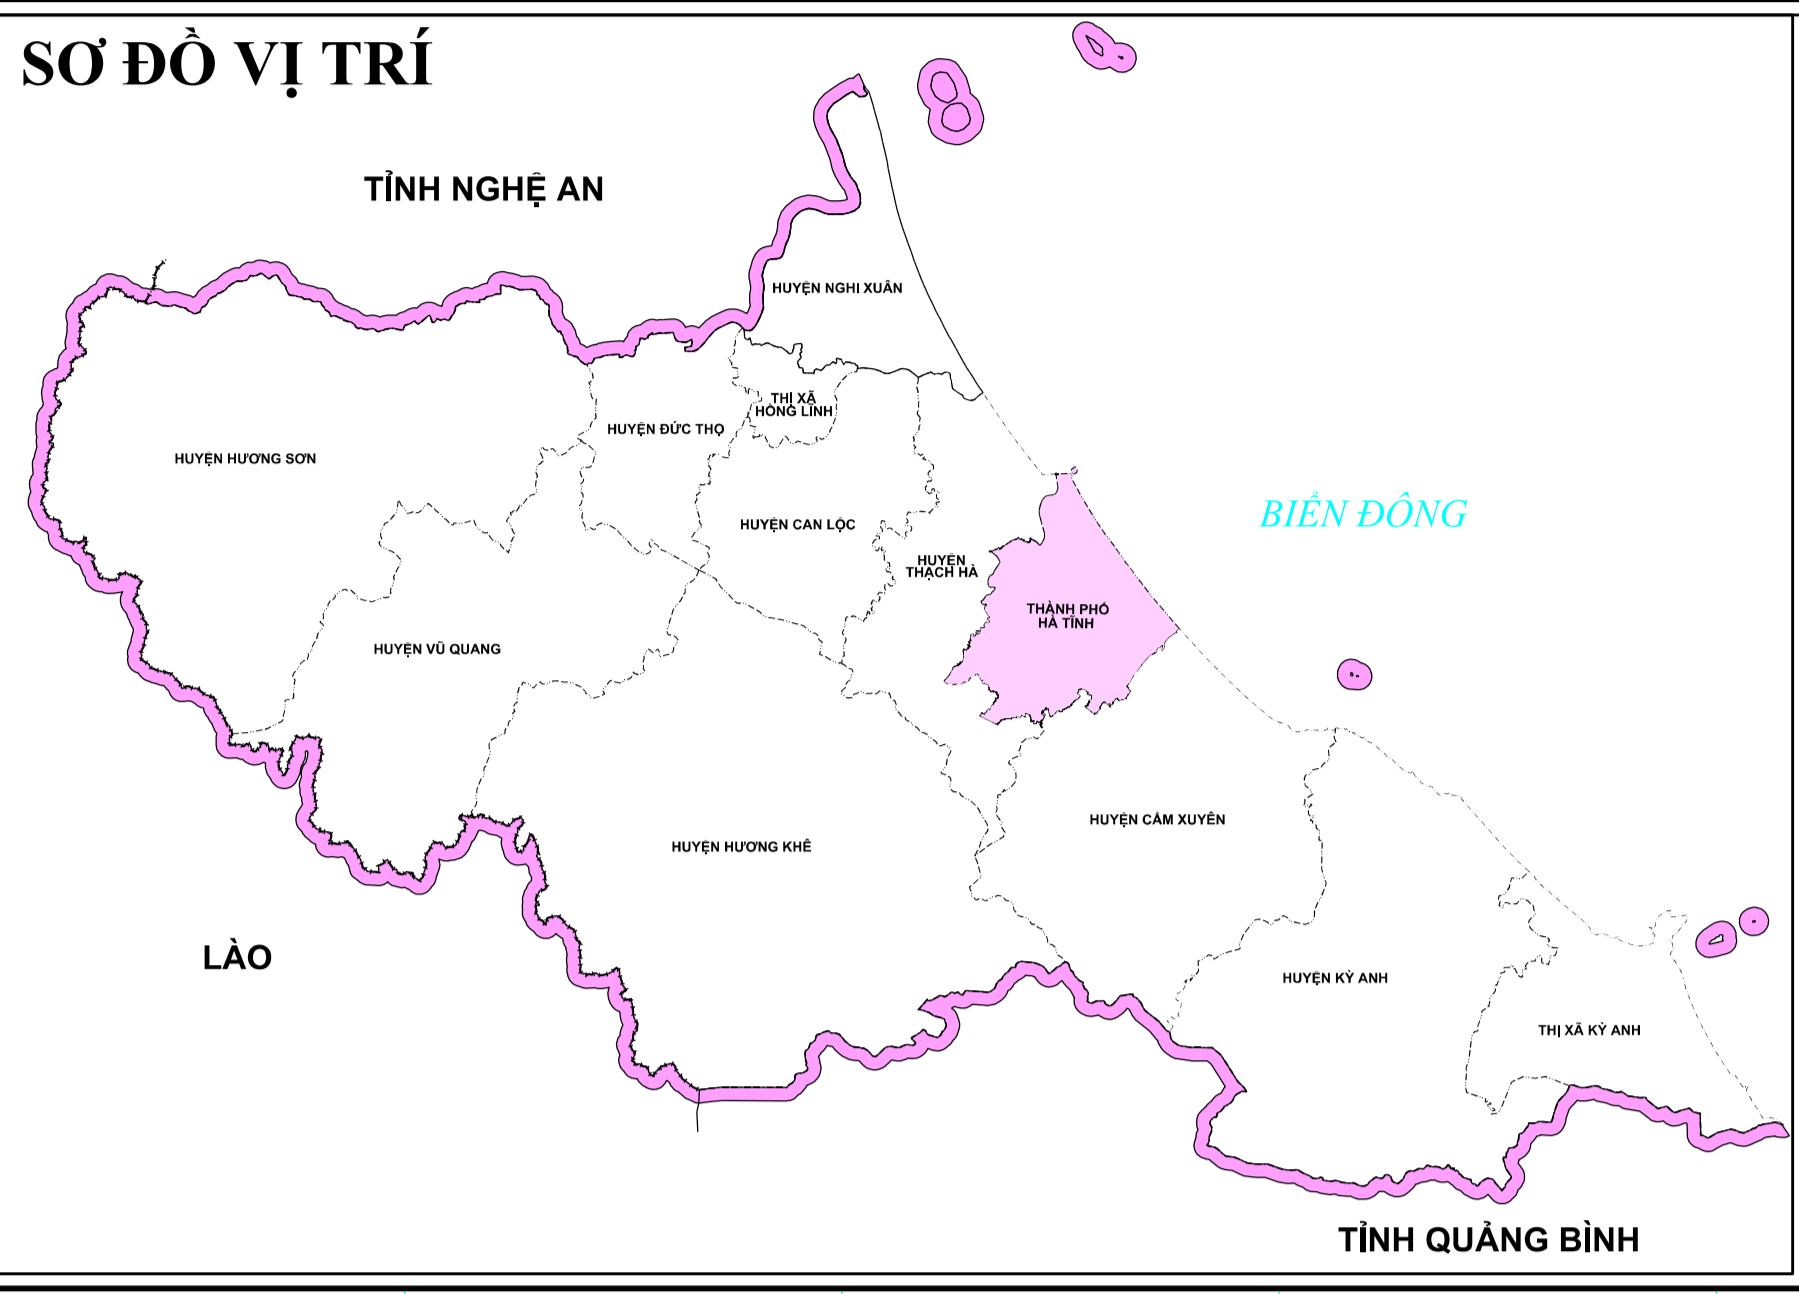 SƠ ĐỒ VỊ TRÍ
TỈNH NGHỆ AN
HUYỆN NGHI XUÂN
THỊ XÃ
HỒNG LĨNH
HUYỆN ĐỨC THỌ
HUYỆN HƯƠNG SƠN
BIỂN ĐÔNG
HUYỆN CAN LỘC
HUYỆN
THẠCH HÀ
THÀNH PHỐ
HÀ TĨNH
HUYỆN VŨ QUANG
HUYỆN CẨM XUYÊN
HUYỆN HƯƠNG KHÊ
LÀO
HUYỆN KỲ ANH
THỊ XÃ KỲ ANH
TỈNH QUẢNG BÌNH